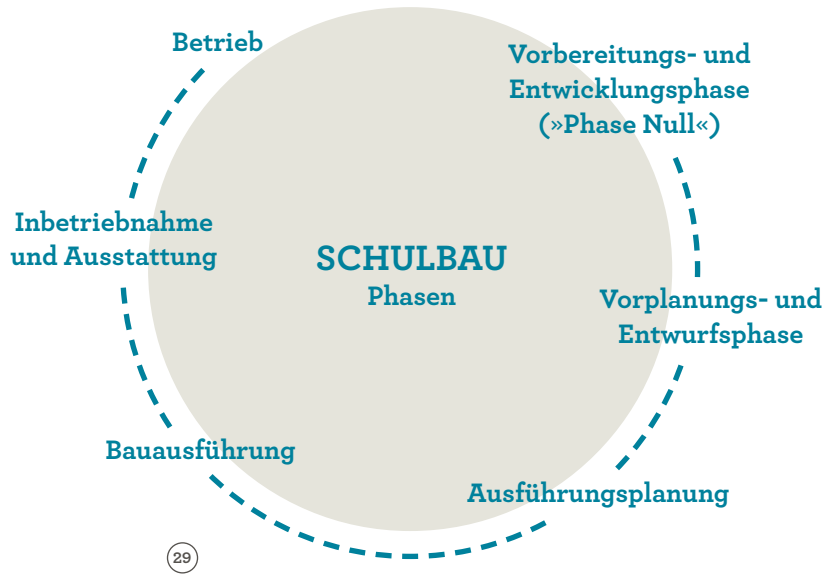 Betrieb
Vorbereitungs- und
Entwicklungsphase
(»Phase Null«)
Inbetriebnahme
und Ausstattung
SCHULBAU
Phasen
Vorplanungs- und
Entwurfsphase
Bauausführung
Ausführungsplanung
29